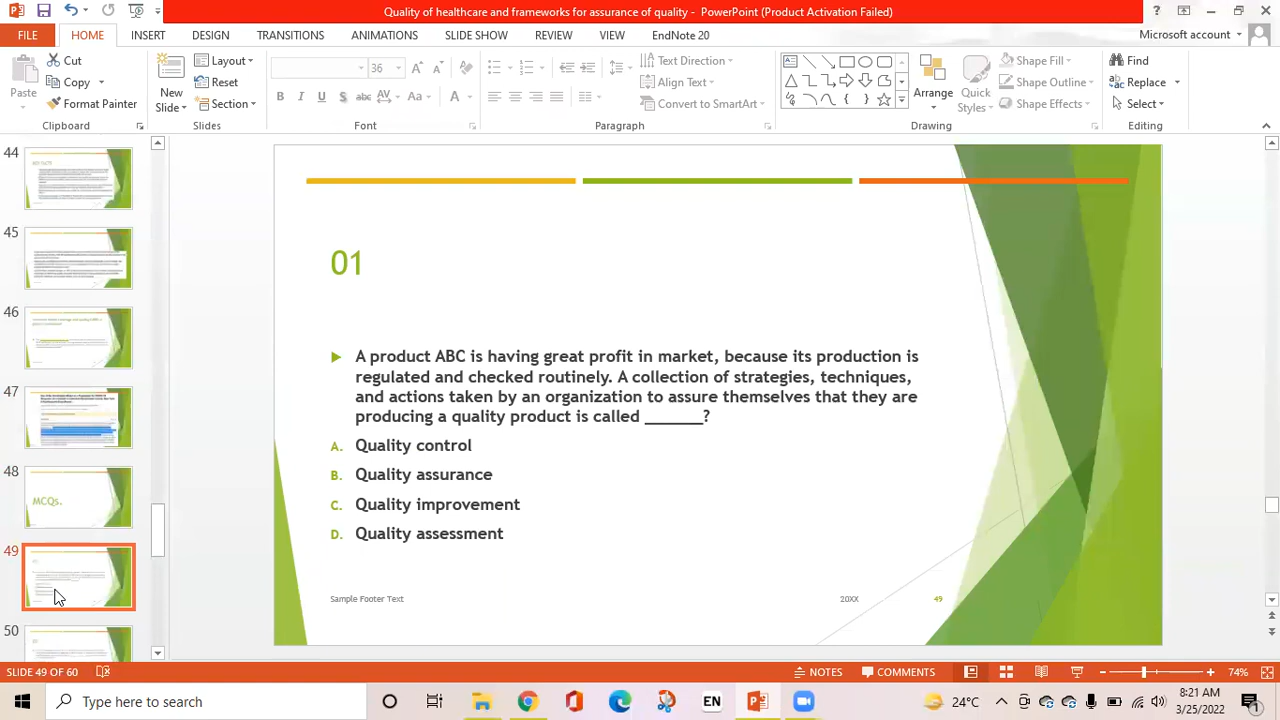 Quality of healthcare and frameworks for assurance of quality - PowerPoint (Product Activation Failed)
FILE HOME INSERT DESIGN TRANSITIONS ANIMATIONS SLIDE SHOW REVIEW VIEW EndNote 20 Microsoft account
Paste
Cut
Copy
Format Painter
Clipboard
New Slide
Layout
Reset
Section
Slides
36
Font
Text Direction
Align Text
Convert to SmartArt
Paragraph
Arrange
Quick Styles
Shape Fill
Shape Outline
Shape Effects
Drawing
Find
Replace
Select
Editing
44
45
46
47
48
MCQs.
49
50
01
A product ABC is having great profit in market, because its production is
regulated and checked routinely. A collection of strategies, techniques,
and actions taken by an organization to assure themselves that they are
producing a quality product is called ______?
A. Quality control
B. Quality assurance
C. Quality improvement
D. Quality assessment
Sample Footer Text 20XX 49
SLIDE 49 OF 60 NOTES COMMENTS 74%
Type here to search EN 24°C 8:21 AM
3/25/2022